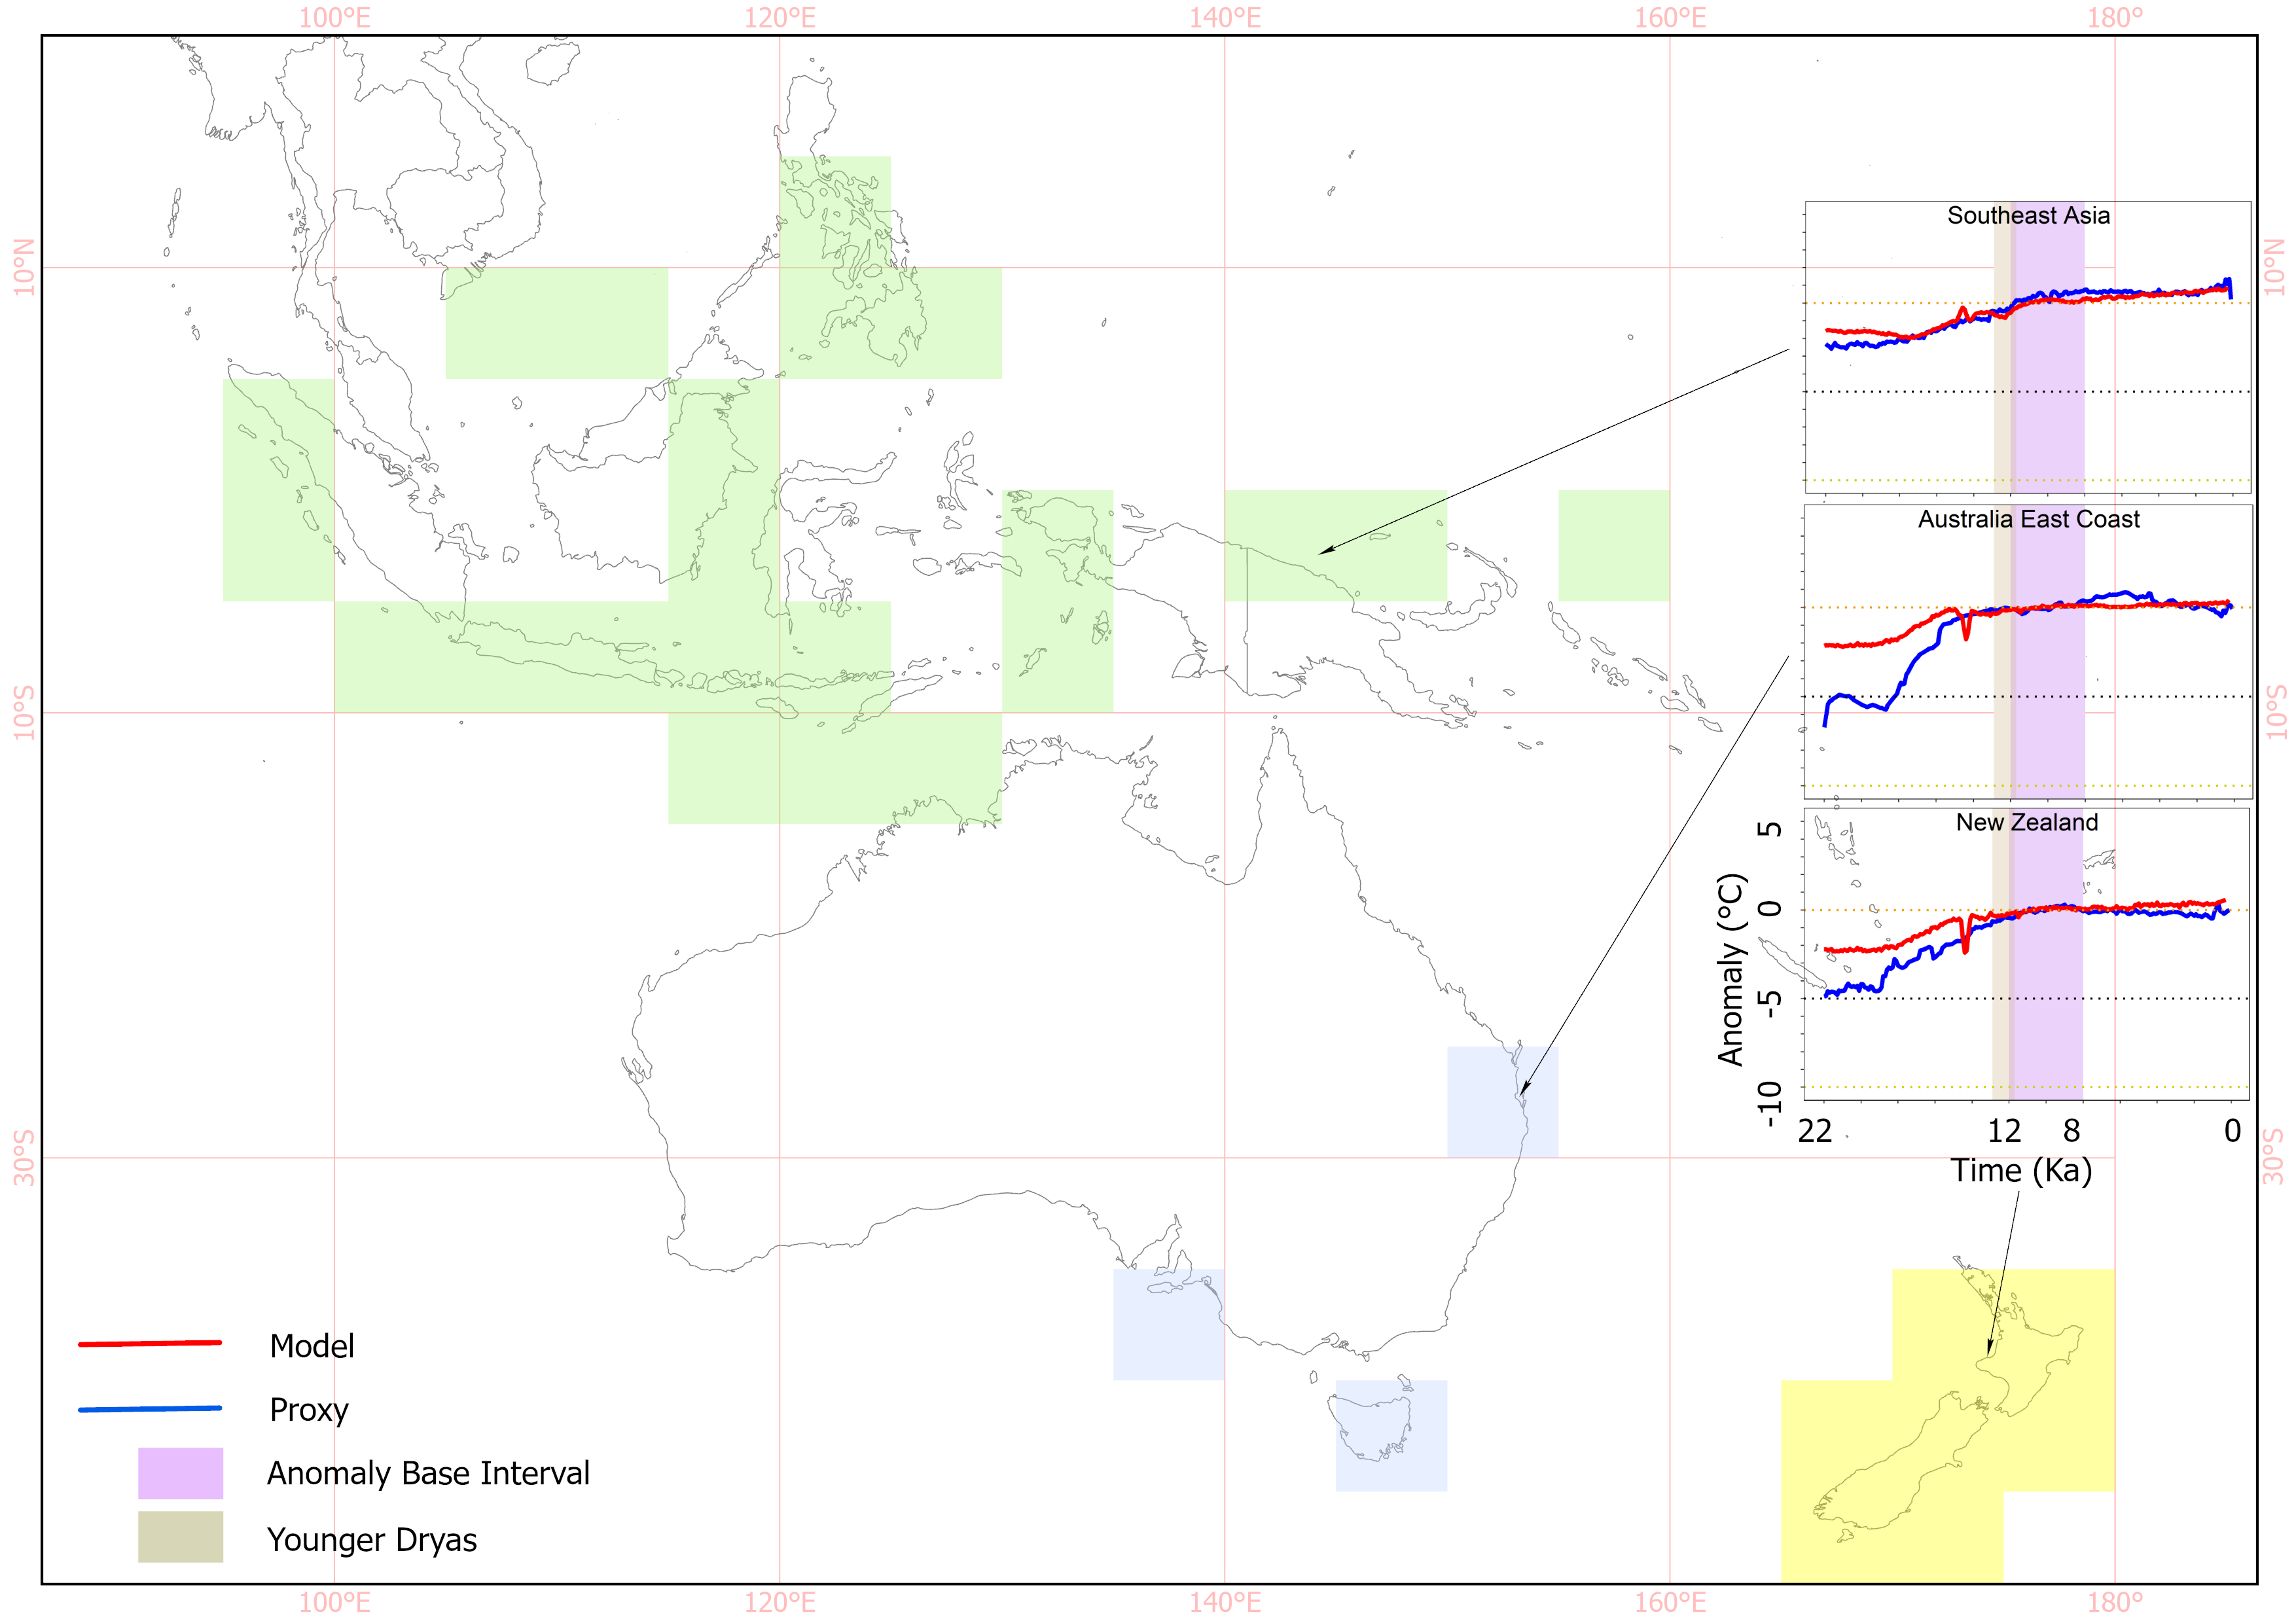 100°E 120°E 140°E 160°E 180°
Southeast Asia
10°N 10°N
Australia East Coast
10°S 10°S
New Zealand
5
0
-5
-10
Anomaly (°C)
22 12 8 0
Time (Ka)
30°S 30°S
Model
Proxy
Anomaly Base Interval
Younger Dryas
100°E 120°E 140°E 160°E 180°